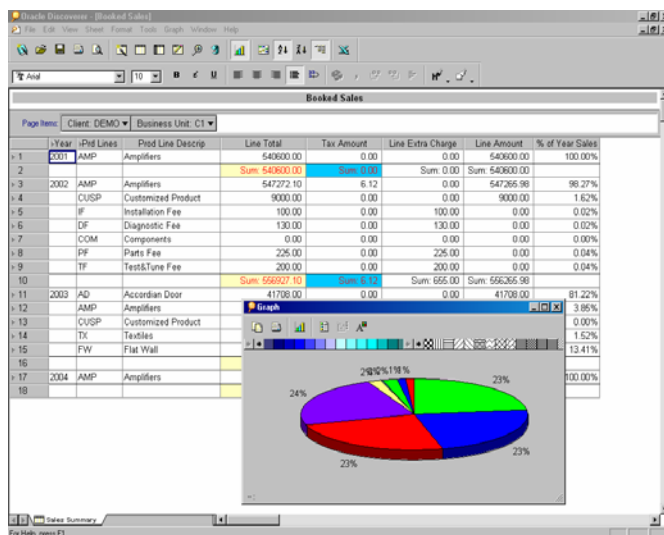 Oracle Discoverer - [Booked Sales]
File Edit View Sheet Format Tools Graph Window Help
Arial 10 B I U
Booked Sales
Page Items: Client: DEMO Business Unit: C1
Year Prd Lines Prod Line Descrip Line Total Tax Amount Line Extra Charge Line Amount % of Year Sales
1 2001 AMP Amplifiers 540600.00 0.00 0.00 540600.00 100.00%
2 Sum: 540600.00 Sum: 0.00 Sum: 0.00 Sum: 540600.00
3 2002 AMP Amplifiers 547272.10 6.12 0.00 547265.98 98.27%
4 CUSP Customized Product 9000.00 0.00 0.00 9000.00 1.62%
5 IF Installation Fee 100.00 0.00 100.00 0.00 0.02%
6 DF Diagnostic Fee 130.00 0.00 130.00 0.00 0.02%
7 COM Components 0.00 0.00 0.00 0.00 0.00%
8 PF Parts Fee 225.00 0.00 225.00 0.00 0.04%
9 TF Test&Tune Fee 200.00 0.00 200.00 0.00 0.04%
10 Sum: 556927.10 Sum: 6.12 Sum: 655.00 Sum: 556265.98
11 2003 AD Accordian Door 41708.00 0.00 0.00 41708.00 81.22%
12 AMP Amplifiers 3.85%
13 CUSP Customized Product 0.00%
14 TX Textiles 1.52%
15 FW Flat Wall 13.41%
16
17 2004 AMP Amplifiers 100.00%
18
Graph
23%
24%
23%
23%
Sales Summary
For Help, press F1